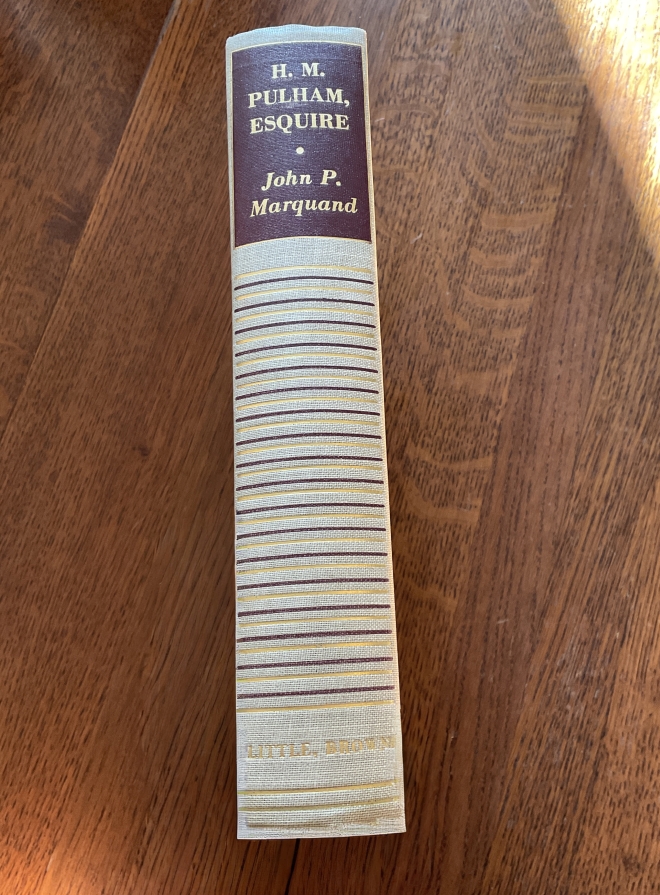 H. M.
PULHAM,
ESQUIRE
•
John P.
Marquand
LITTLE, BROWN